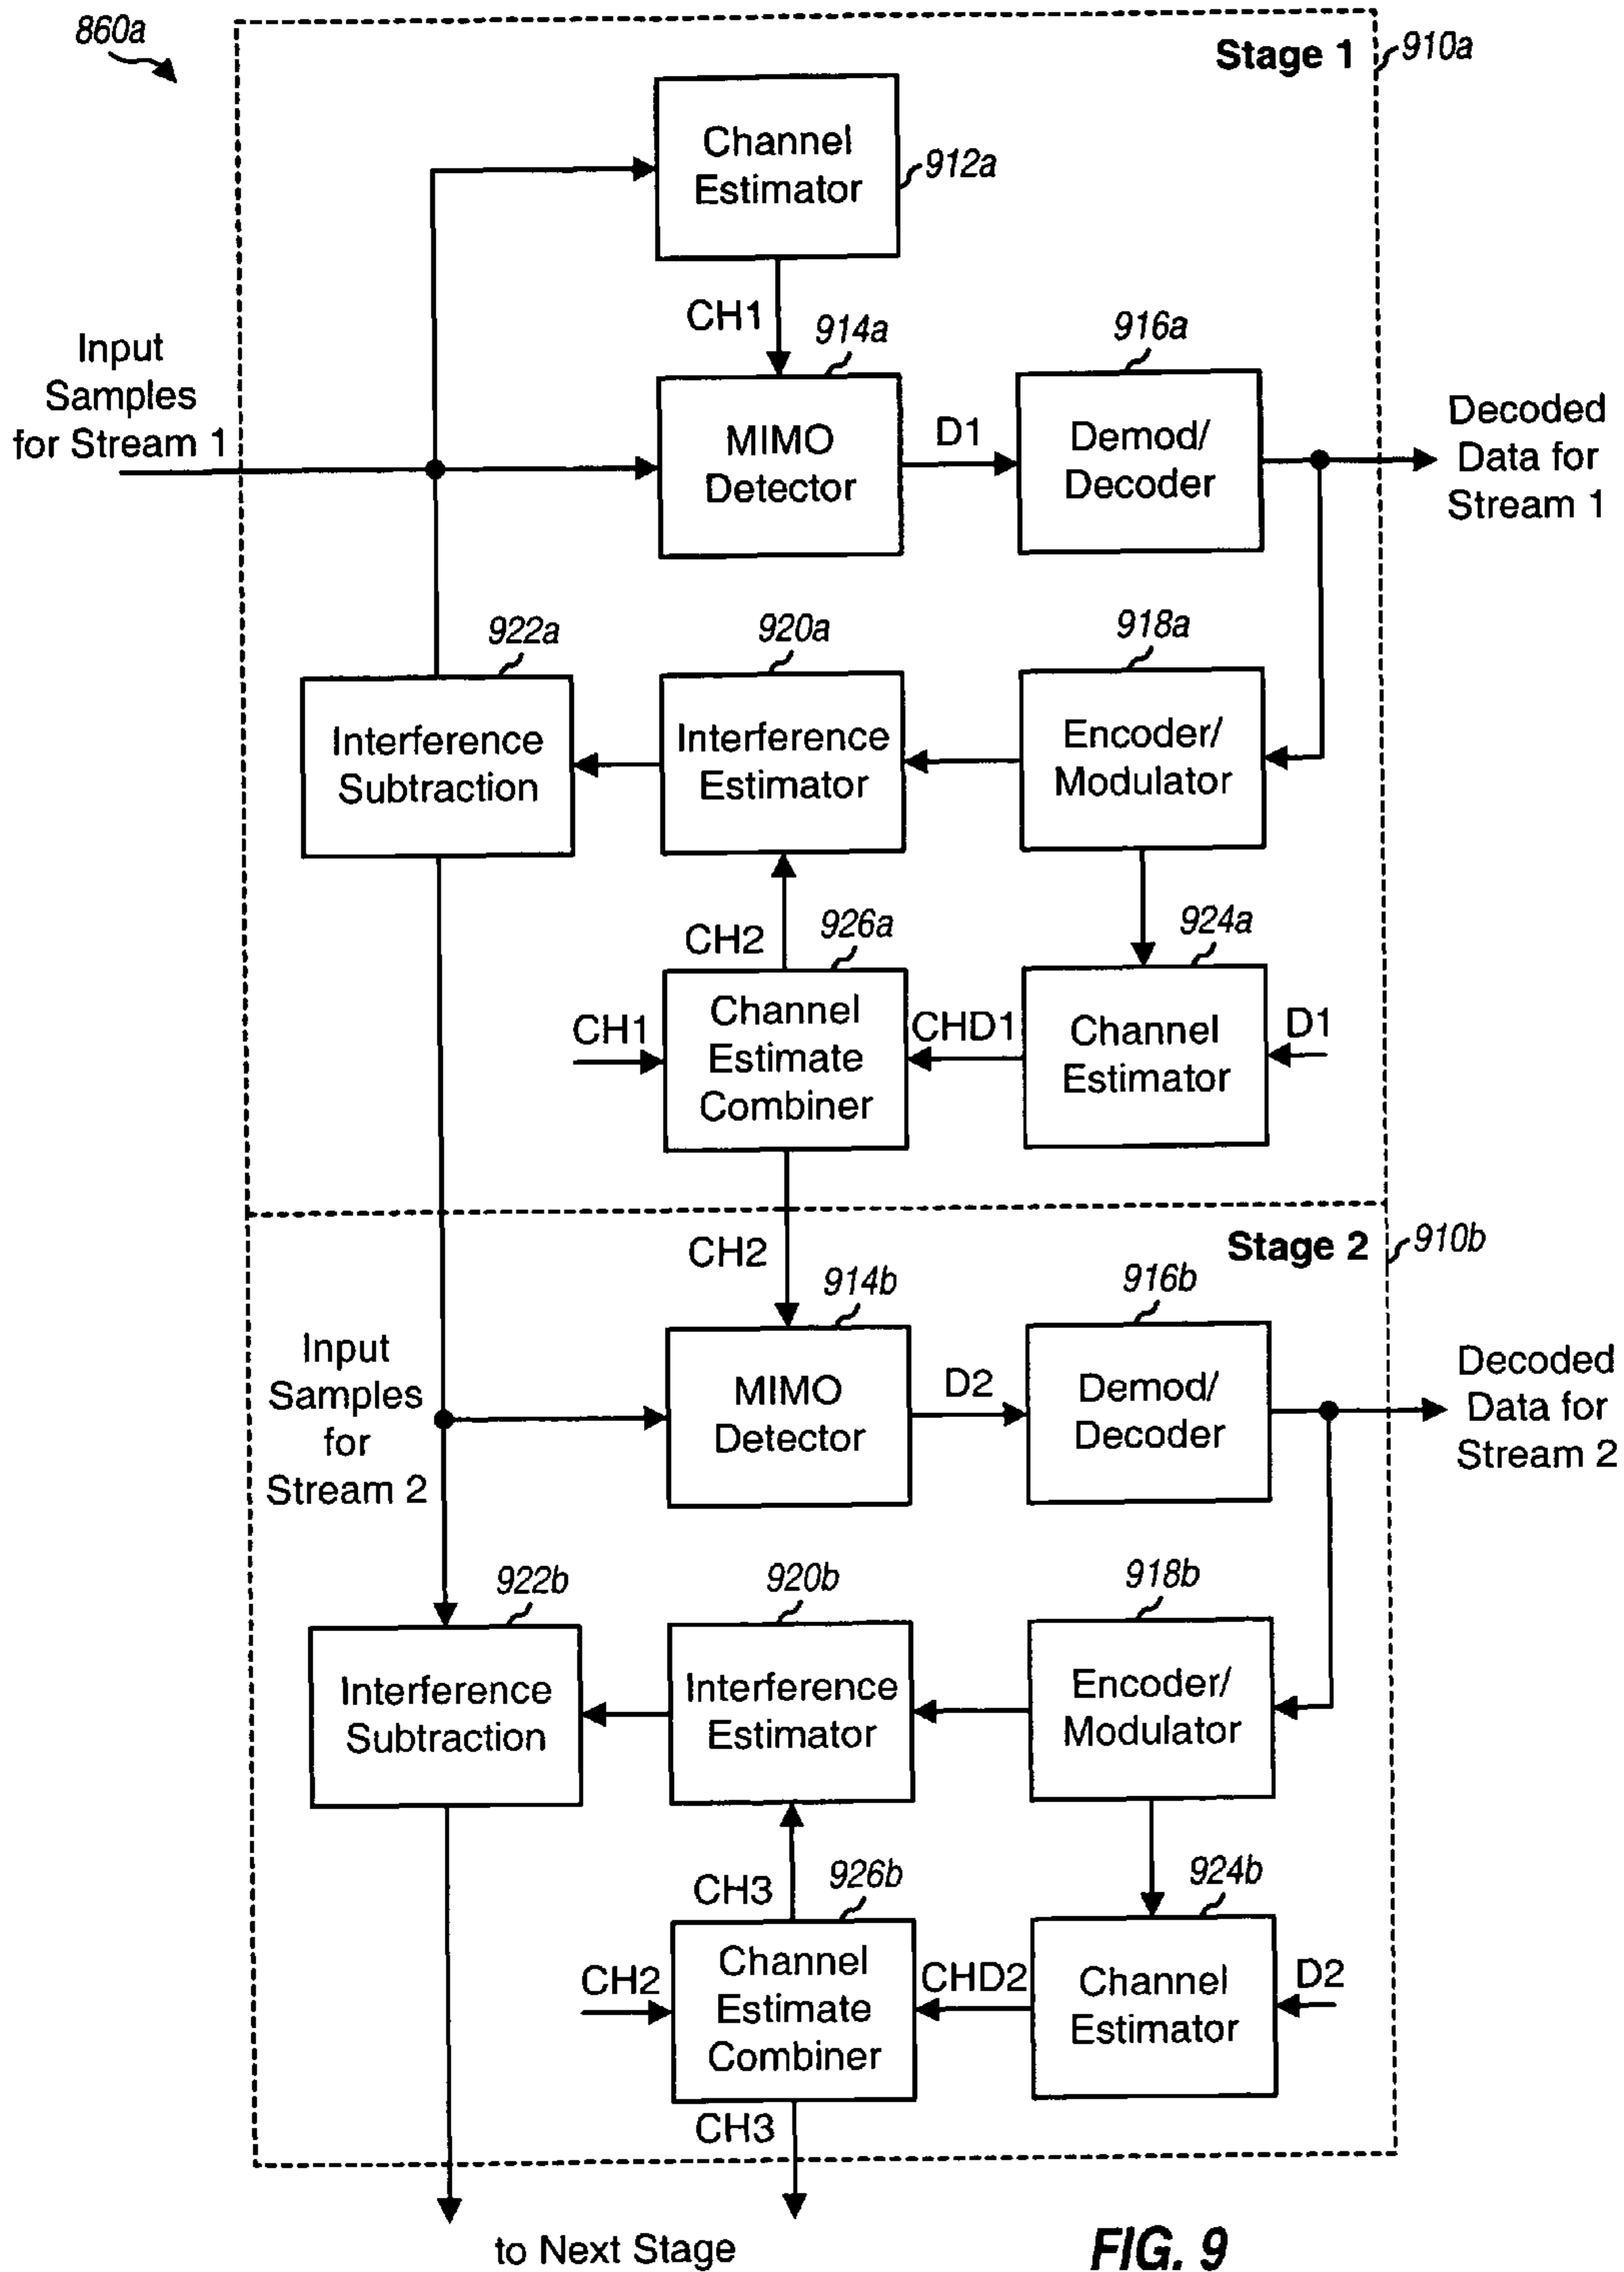 860a
Stage 1
910a
Channel
Estimator
912a
CH1
914a
916a
Input
Samples
for Stream 1
MIMO
Detector
D1
Demod/
Decoder
Decoded
Data for
Stream 1
922a
920a
918a
Interference
Subtraction
Interference
Estimator
Encoder/
Modulator
CH2
926a
924a
CH1
Channel
Estimate
Combiner
CHD1
Channel
Estimator
D1
CH2
Stage 2
910b
914b
916b
Input
Samples
for
Stream 2
MIMO
Detector
D2
Demod/
Decoder
Decoded
Data for
Stream 2
922b
920b
918b
Interference
Subtraction
Interference
Estimator
Encoder/
Modulator
CH3
926b
924b
CH2
Channel
Estimate
Combiner
CHD2
Channel
Estimator
D2
CH3
to Next Stage
FIG. 9